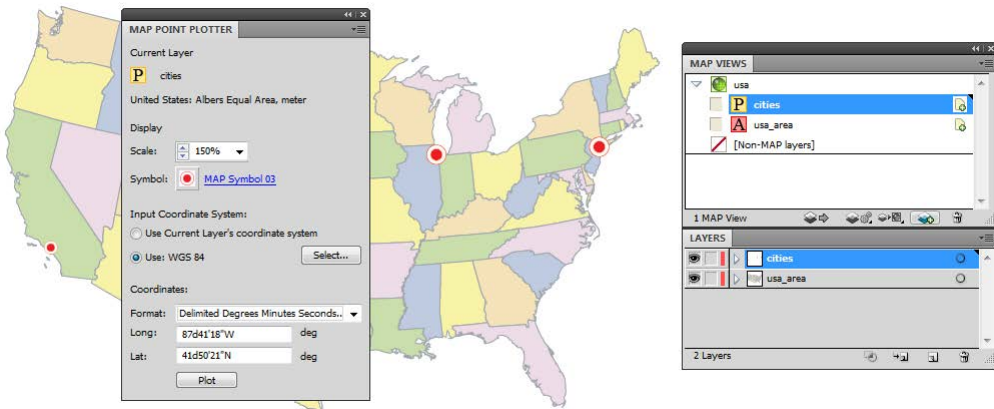 MAP POINT PLOTTER
Current Layer
P cities
United States: Albers Equal Area, meter
Display
Scale: 150%
Symbol: MAP Symbol 03
Input Coordinate System:
Use Current Layer's coordinate system
Use: WGS 84 Select...
Coordinates:
Format: Delimited Degrees Minutes Seconds..
Long: 87d41'18"W deg
Lat: 41d50'21"N deg
Plot
MAP VIEWS
usa
P cities
A usa_area
[Non-MAP layers]
1 MAP View
LAYERS
cities
usa_area
2 Layers